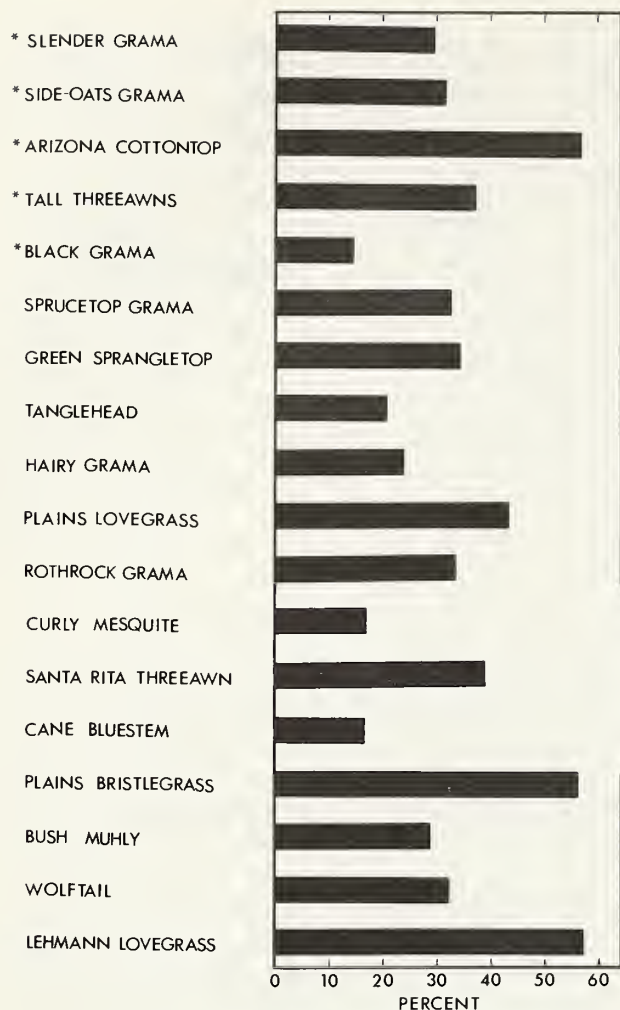 * SLENDER GRAMA
* SIDE-OATS GRAMA
* ARIZONA COTTONTOP
* TALL THREEAWNS
* BLACK GRAMA
SPRUCETOP GRAMA
GREEN SPRANGLETOP
TANGLEHEAD
HAIRY GRAMA
PLAINS LOVEGRASS
ROTHROCK GRAMA
CURLY MESQUITE
SANTA RITA THREEAWN
CANE BLUESTEM
PLAINS BRISTLEGRASS
BUSH MUHLY
WOLFTAIL
LEHMANN LOVEGRASS
0 10 20 30 40 50 60
PERCENT